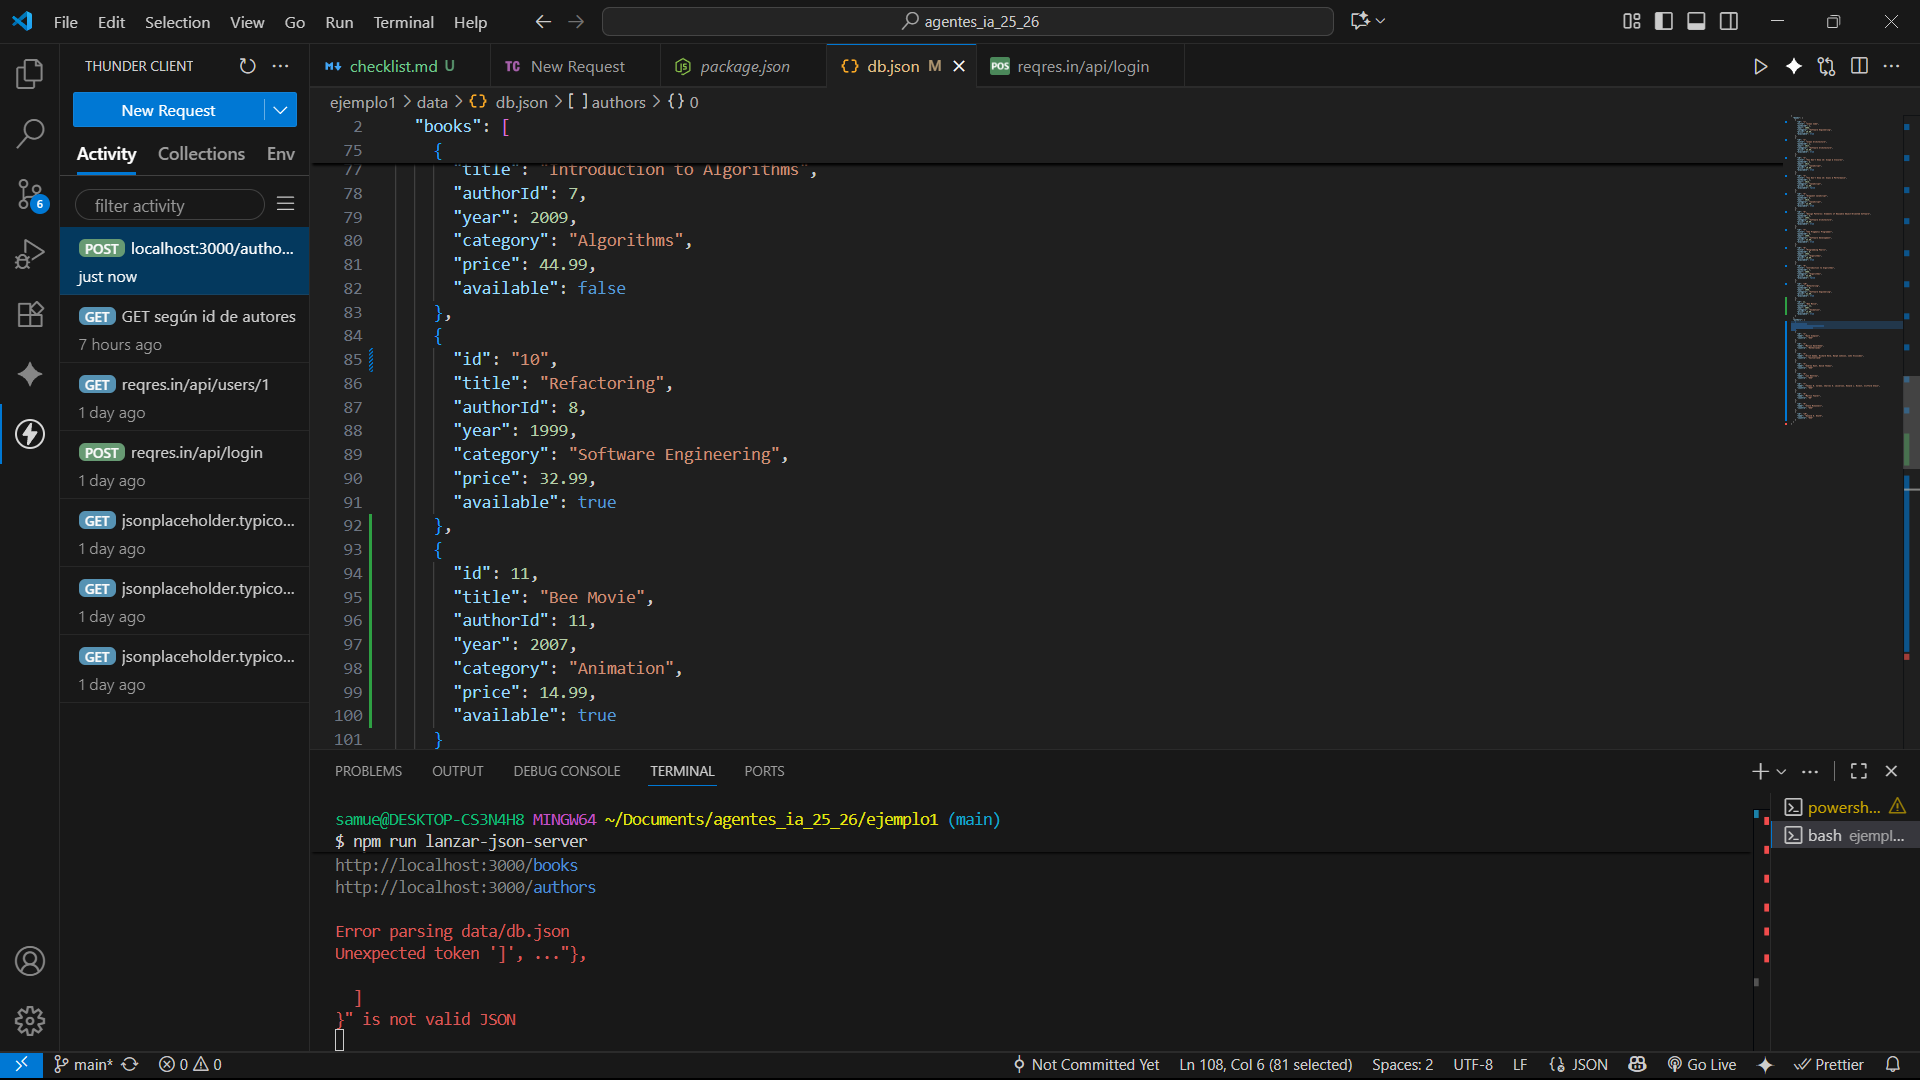 File Edit Selection View Go Run Terminal Help
agentes_ia_25_26
THUNDER CLIENT
New Request
Activity Collections Env
filter activity
POST localhost:3000/autho...
just now
GET GET según id de autores
7 hours ago
GET reqres.in/api/users/1
1 day ago
POST reqres.in/api/login
1 day ago
GET jsonplaceholder.typico...
1 day ago
GET jsonplaceholder.typico...
1 day ago
GET jsonplaceholder.typico...
1 day ago
6
checklist.md U
TC New Request
package.json
{} db.json M
POS reqres.in/api/login
ejemplo1 > data > {} db.json > [ ] authors > {} 0
2 "books": [
75 {
77 "title": "Introduction to Algorithms",
78 "authorId": 7,
79 "year": 2009,
80 "category": "Algorithms",
81 "price": 44.99,
82 "available": false
83 },
84 {
85 "id": "10",
86 "title": "Refactoring",
87 "authorId": 8,
88 "year": 1999,
89 "category": "Software Engineering",
90 "price": 32.99,
91 "available": true
92 },
93 {
94 "id": 11,
95 "title": "Bee Movie",
96 "authorId": 11,
97 "year": 2007,
98 "category": "Animation",
99 "price": 14.99,
100 "available": true
101 }
PROBLEMS OUTPUT DEBUG CONSOLE TERMINAL PORTS
samue@DESKTOP-CS3N4H8 MINGW64 ~/Documents/agentes_ia_25_26/ejemplo1 (main)
$ npm run lanzar-json-server
http://localhost:3000/books
http://localhost:3000/authors
Error parsing data/db.json
Unexpected token ']', ..."},
]
}" is not valid JSON
powersh...
bash ejempl...
main* 0 0
Not Committed Yet Ln 108, Col 6 (81 selected) Spaces: 2 UTF-8 LF {} JSON Go Live Prettier